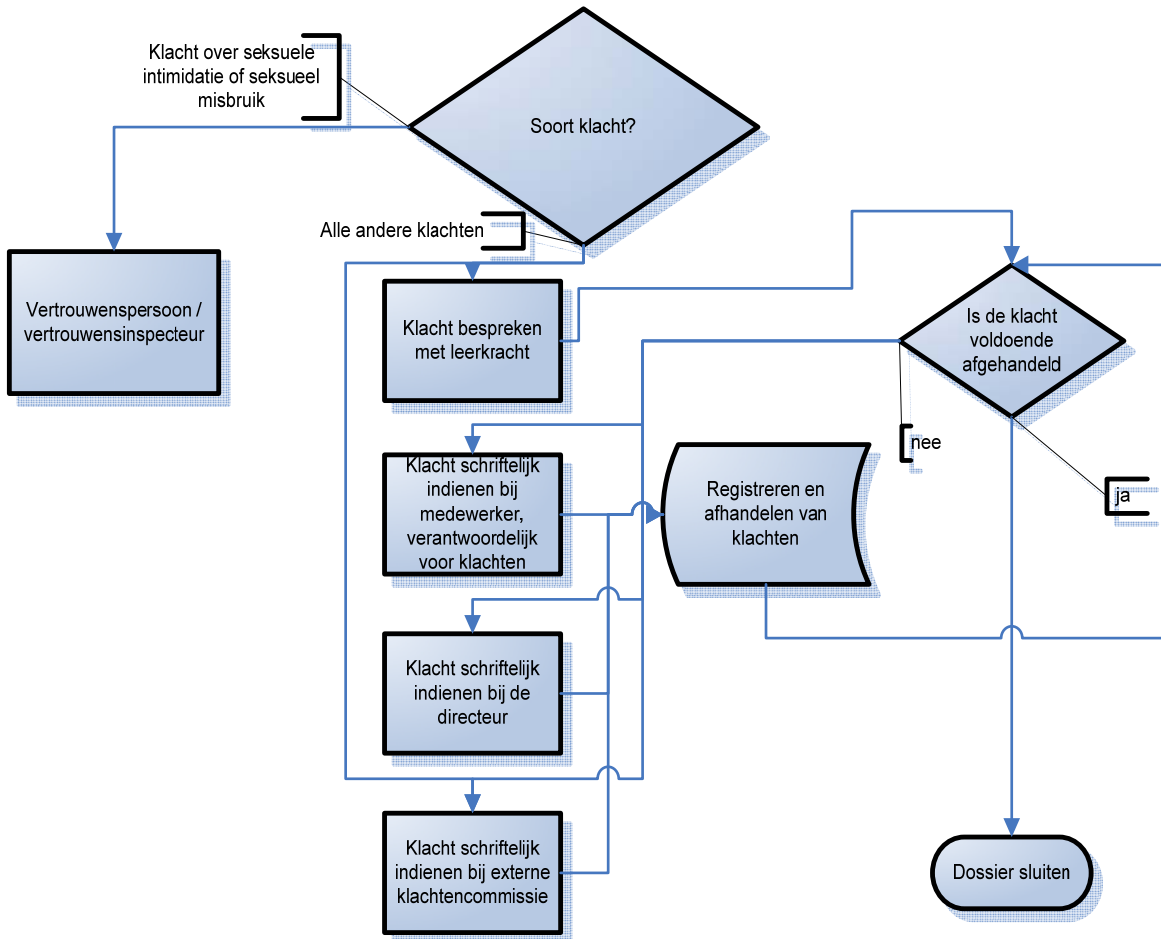 Klacht over seksuele
intimidatie of seksueel
misbruik
Soort klacht?
Alle andere klachten
Vertrouwenspersoon /
vertrouwensinspecteur
Klacht bespreken
met leerkracht
Is de klacht
voldoende
afgehandeld
nee
ja
Klacht schriftelijk
indienen bij
medewerker,
verantwoordelijk
voor klachten
Registreren en
afhandelen van
klachten
Klacht schriftelijk
indienen bij de
directeur
Klacht schriftelijk
indienen bij externe
klachtencommissie
Dossier sluiten